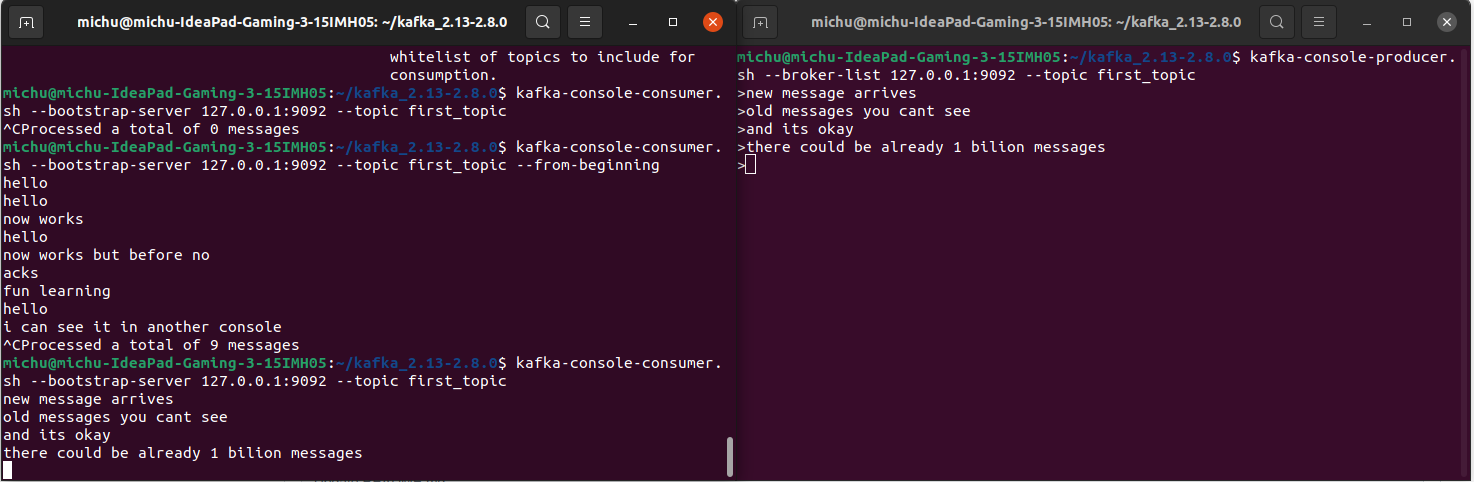 michu@michu-IdeaPad-Gaming-3-15IMH05: ~/kafka_2.13-2.8.0
whitelist of topics to include for
consumption.
michu@michu-IdeaPad-Gaming-3-15IMH05:~/kafka_2.13-2.8.0$ kafka-console-consumer.
sh --bootstrap-server 127.0.0.1:9092 --topic first_topic
^CProcessed a total of 0 messages
michu@michu-IdeaPad-Gaming-3-15IMH05:~/kafka_2.13-2.8.0$ kafka-console-consumer.
sh --bootstrap-server 127.0.0.1:9092 --topic first_topic --from-beginning
hello
hello
now works
hello
now works but before no
acks
fun learning
hello
i can see it in another console
^CProcessed a total of 9 messages
michu@michu-IdeaPad-Gaming-3-15IMH05:~/kafka_2.13-2.8.0$ kafka-console-consumer.
sh --bootstrap-server 127.0.0.1:9092 --topic first_topic
new message arrives
old messages you cant see
and its okay
there could be already 1 bilion messages
michu@michu-IdeaPad-Gaming-3-15IMH05: ~/kafka_2.13-2.8.0
michu@michu-IdeaPad-Gaming-3-15IMH05:~/kafka_2.13-2.8.0$ kafka-console-producer.
sh --broker-list 127.0.0.1:9092 --topic first_topic
>new message arrives
>old messages you cant see
>and its okay
>there could be already 1 bilion messages
>